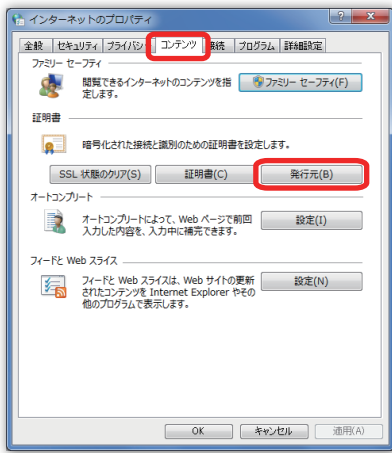 インターネットのプロパティ
全般 セキュリティ プライバシー コンテンツ 接続 プログラム 詳細設定
ファミリー セーフティ
閲覧できるインターネットのコンテンツを指
定します。
ファミリー セーフティ(F)
証明書
暗号化された接続と識別のための証明書を設定します。
SSL 状態のクリア(S) 証明書(C) 発行元(B)
オートコンプリート
オートコンプリートによって、Web ページで前回
入力した内容を、入力中に補完できます。
設定(I)
フィードと Web スライス
フィードと Web スライスは、Web サイトの更新
されたコンテンツを Internet Explorer やその
他のプログラムで表示します。
設定(N)
OK キャンセル 適用(A)